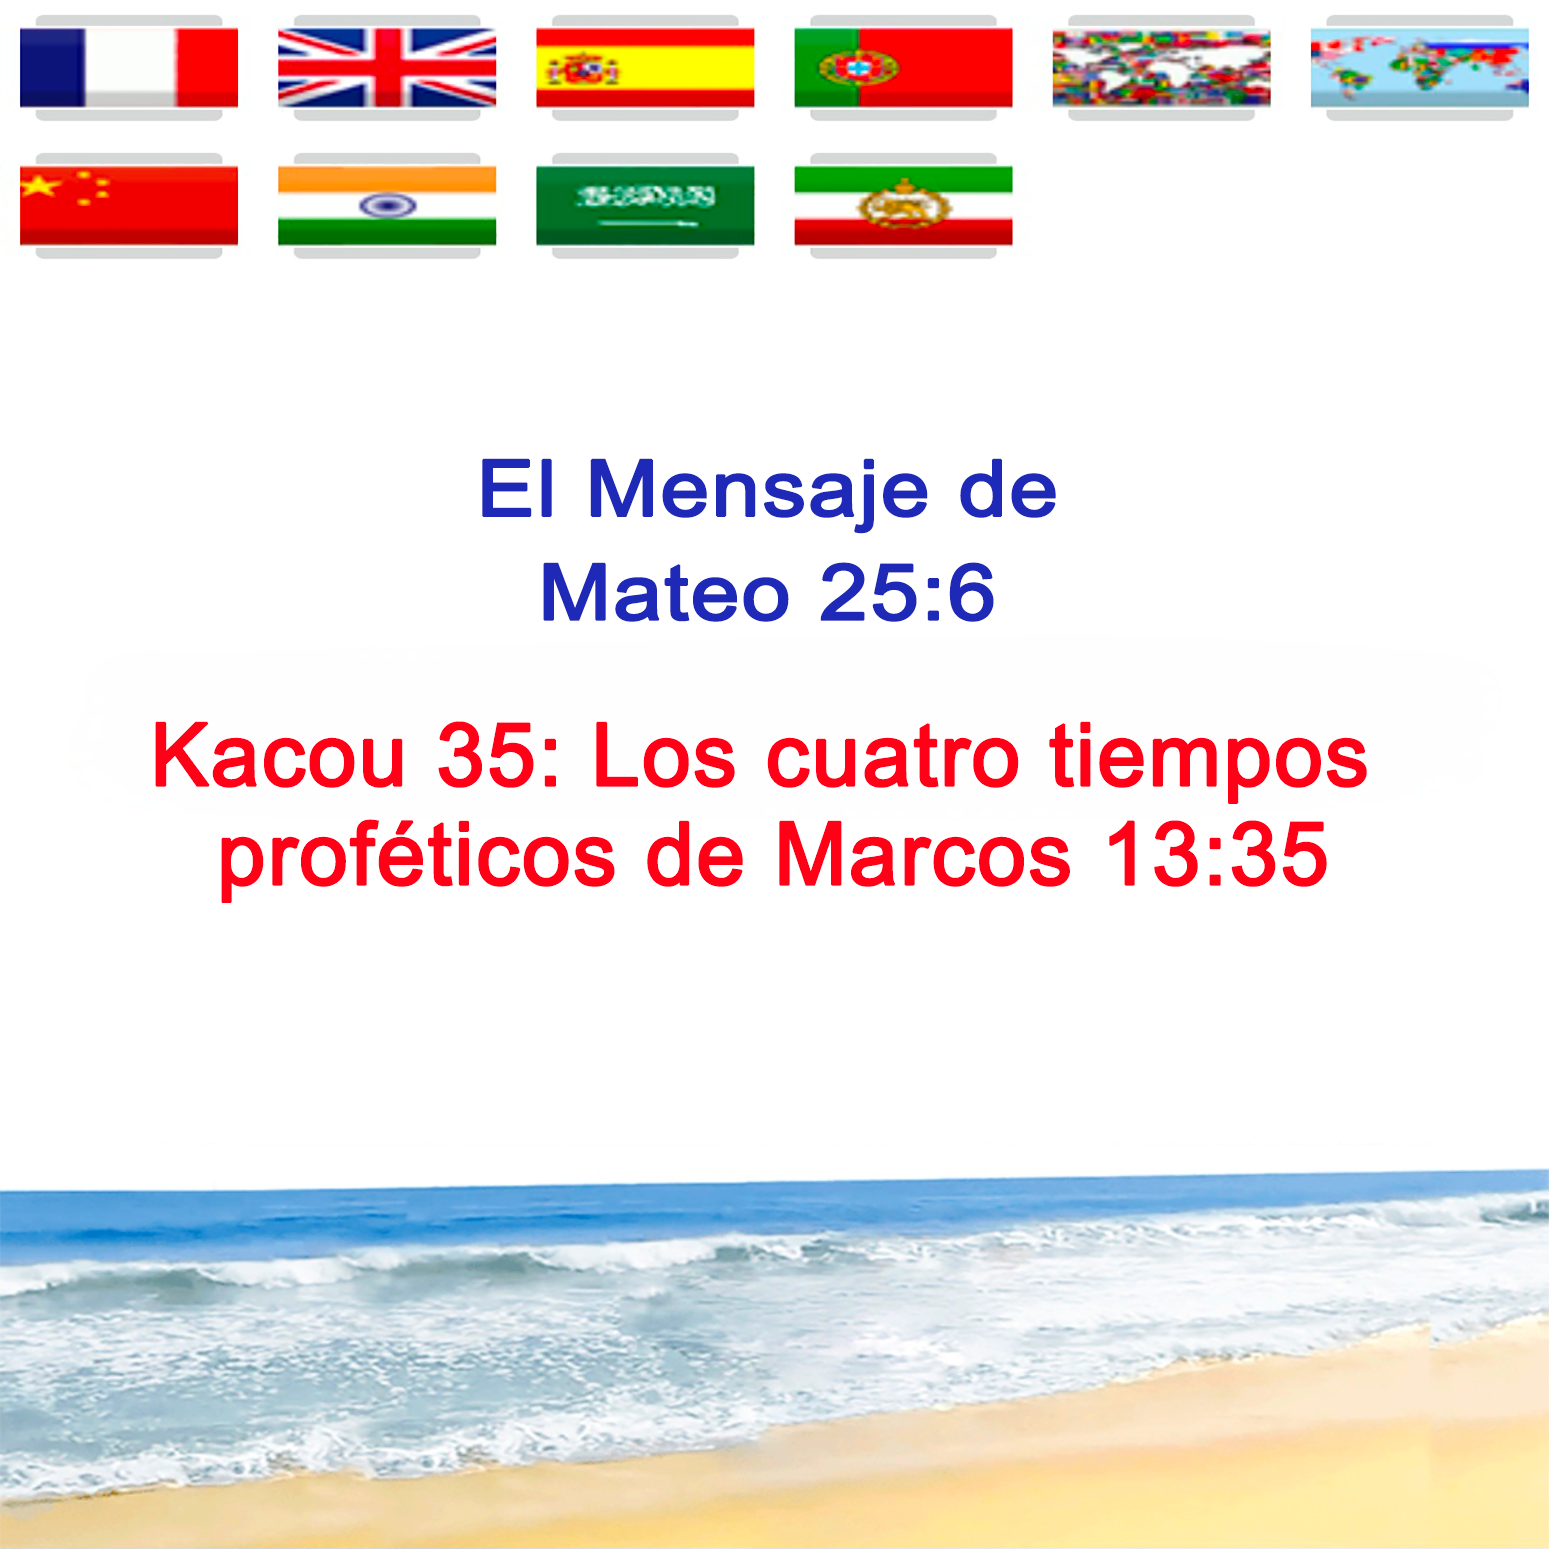 El Mensaje de
Mateo 25:6
Kacou 35: Los cuatro tiempos
proféticos de Marcos 13:35